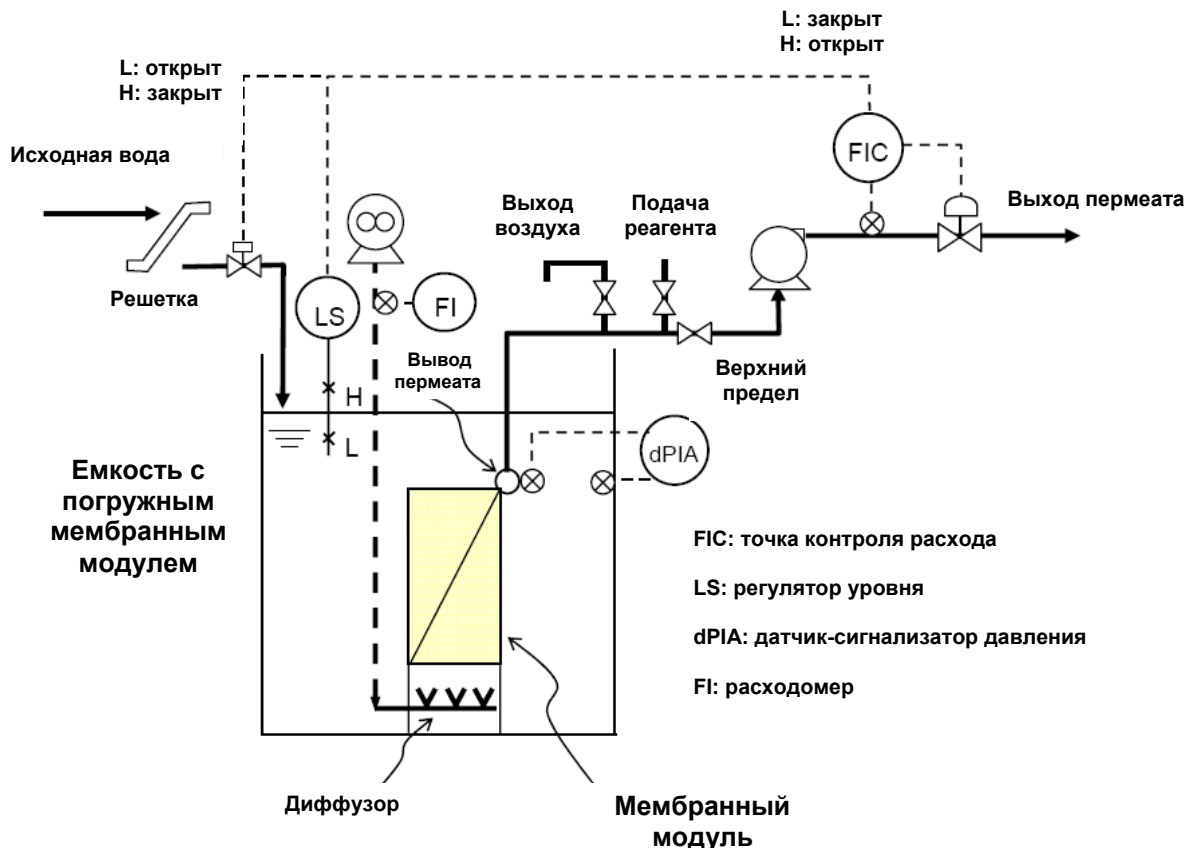 L: закрыт
H: открыт
L: открыт
H: закрыт
Исходная вода
FIC
Выход
воздуха
Подача
реагента
Выход пермеата
Решетка
LS
FI
Вывод
пермеата
Верхний
предел
H
L
dPIA
Емкость с
погружным
мембранным
модулем
FIC: точка контроля расхода
LS: регулятор уровня
dPIA: датчик-сигнализатор давления
FI: расходомер
Диффузор
Мембранный
модуль